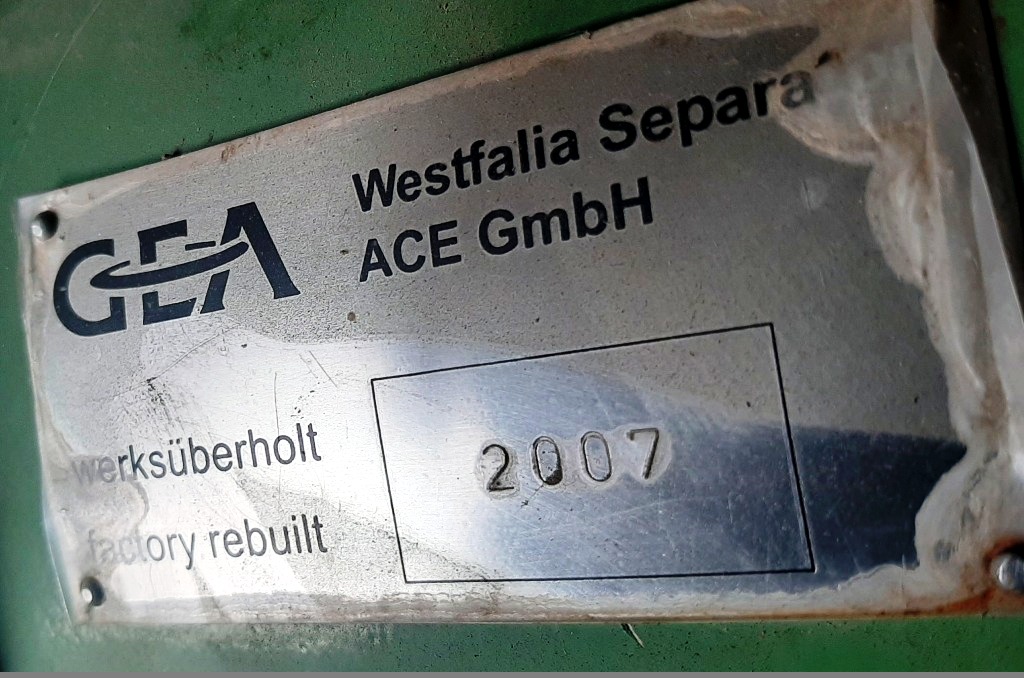 GEA
Westfalia Separa
ACE GmbH
werksüberholt
factory rebuilt
2007